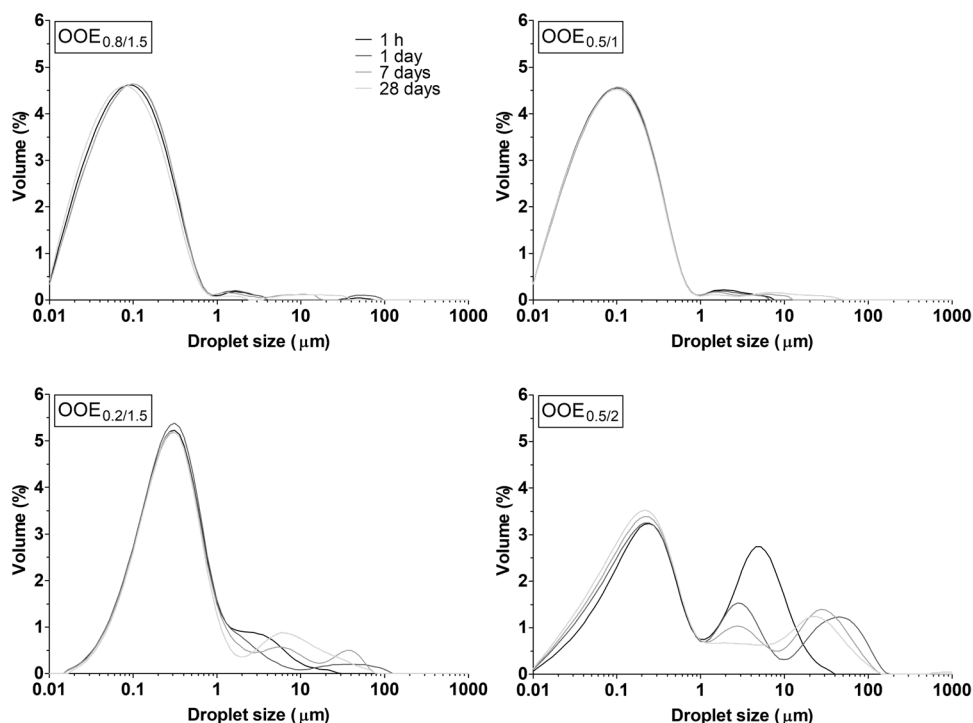 OOE0.8/1.5
1 h
1 day
7 days
28 days
6
5
4
3
2
1
0
Volume (%)
0.01 0.1 1 10 100 1000
Droplet size ( μm)
OOE0.5/1
6
5
4
3
2
1
0
Volume (%)
0.01 0.1 1 10 100 1000
Droplet size ( μm)
OOE0.2/1.5
6
5
4
3
2
1
0
Volume (%)
0.01 0.1 1 10 100 1000
Droplet size ( μm)
OOE0.5/2
6
5
4
3
2
1
0
Volume (%)
0.01 0.1 1 10 100 1000
Droplet size ( μm)